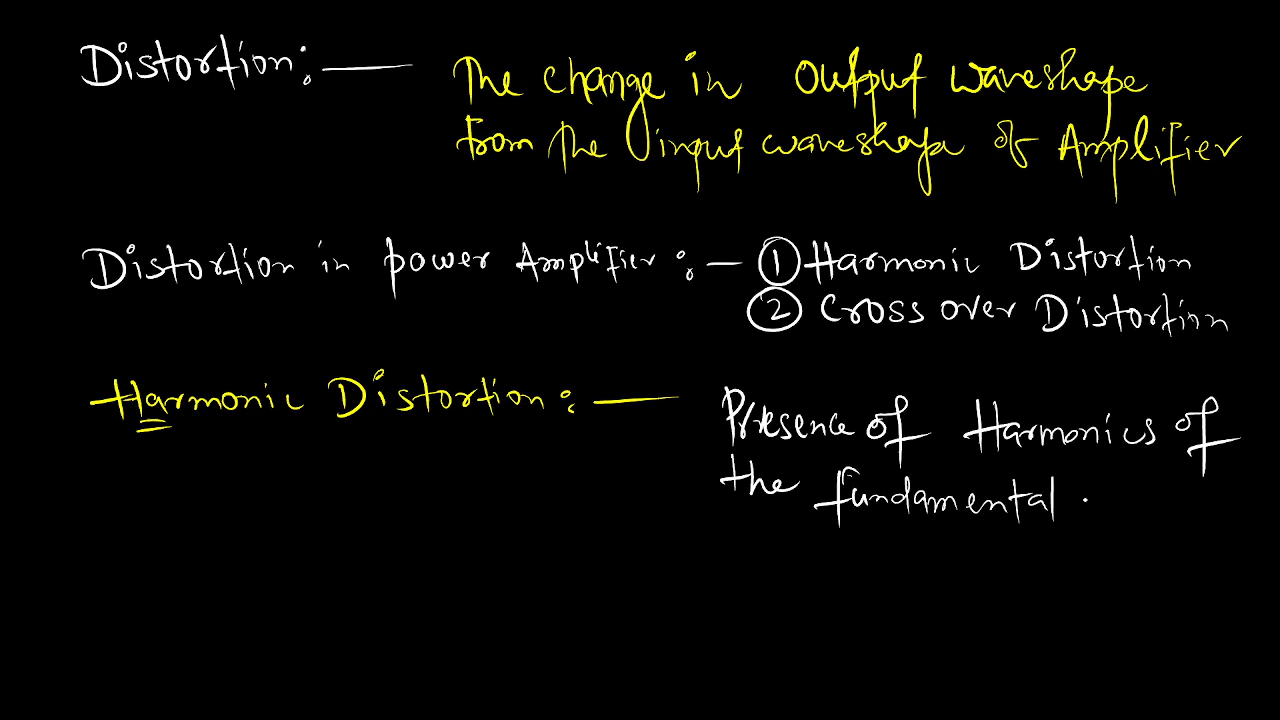 Distortion :— The change in output waveshape
from the input waveshape of Amplifier
Distortion in power Amplifier :— ① Harmonic Distortion
② Cross over Distortion
Harmonic Distortion :— Presence of Harmonics of
the fundamental .